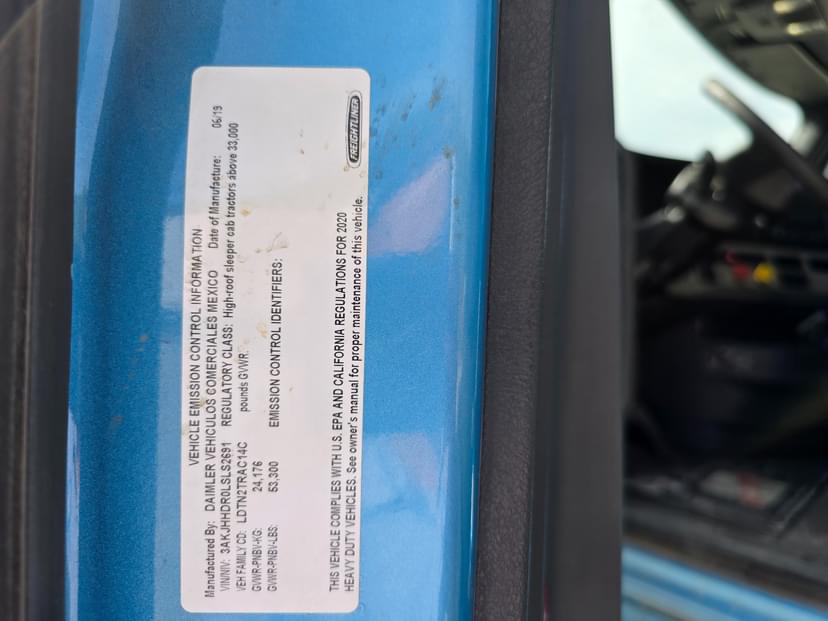 VEHICLE EMISSION CONTROL INFORMATION
Manufactured By: DAIMLER VEHICULOS COMERCIALES MEXICO Date of Manufacture: 06/19
VIN/NIV: 3AKJHHDR0LSLS2691 REGULATORY CLASS: High-roof sleeper cab tractors above 33,000
VEH FAMILY CD: LDTN2TRAC14C pounds GVWR.
GVWR-PNBV-KG: 24,176
GVWR-PNBV-LBS: 53,300 EMISSION CONTROL IDENTIFIERS:
THIS VEHICLE COMPLIES WITH U.S. EPA AND CALIFORNIA REGULATIONS FOR 2020
HEAVY DUTY VEHICLES. See owner's manual for proper maintenance of this vehicle.
FREIGHTLINER